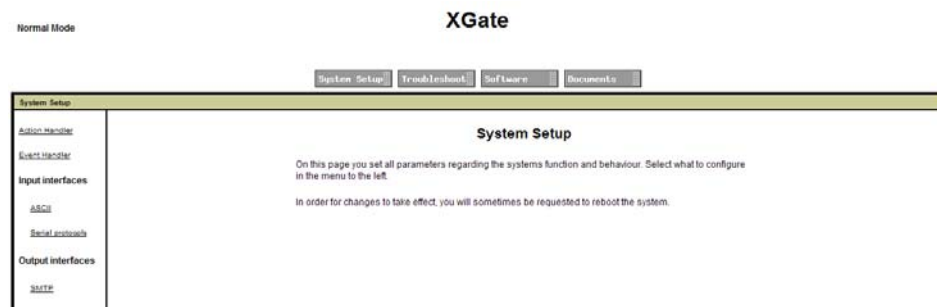 Normal Mode
XGate
System Setup
Troubleshoot
Software
Documents
System Setup
Action Handler
Event Handler
Input interfaces
ASCII
Serial protocols
Output interfaces
SMTP
System Setup
On this page you set all parameters regarding the systems function and behaviour. Select what to configure
in the menu to the left.
In order for changes to take effect, you will sometimes be requested to reboot the system.